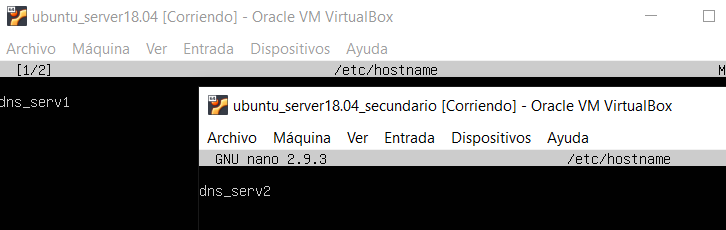 ubuntu_server18.04 [Corriendo] - Oracle VM VirtualBox
Archivo Máquina Ver Entrada Dispositivos Ayuda
[1/2] /etc/hostname M
dns_serv1
ubuntu_server18.04_secundario [Corriendo] - Oracle VM VirtualBox
Archivo Máquina Ver Entrada Dispositivos Ayuda
GNU nano 2.9.3 /etc/hostname
dns_serv2